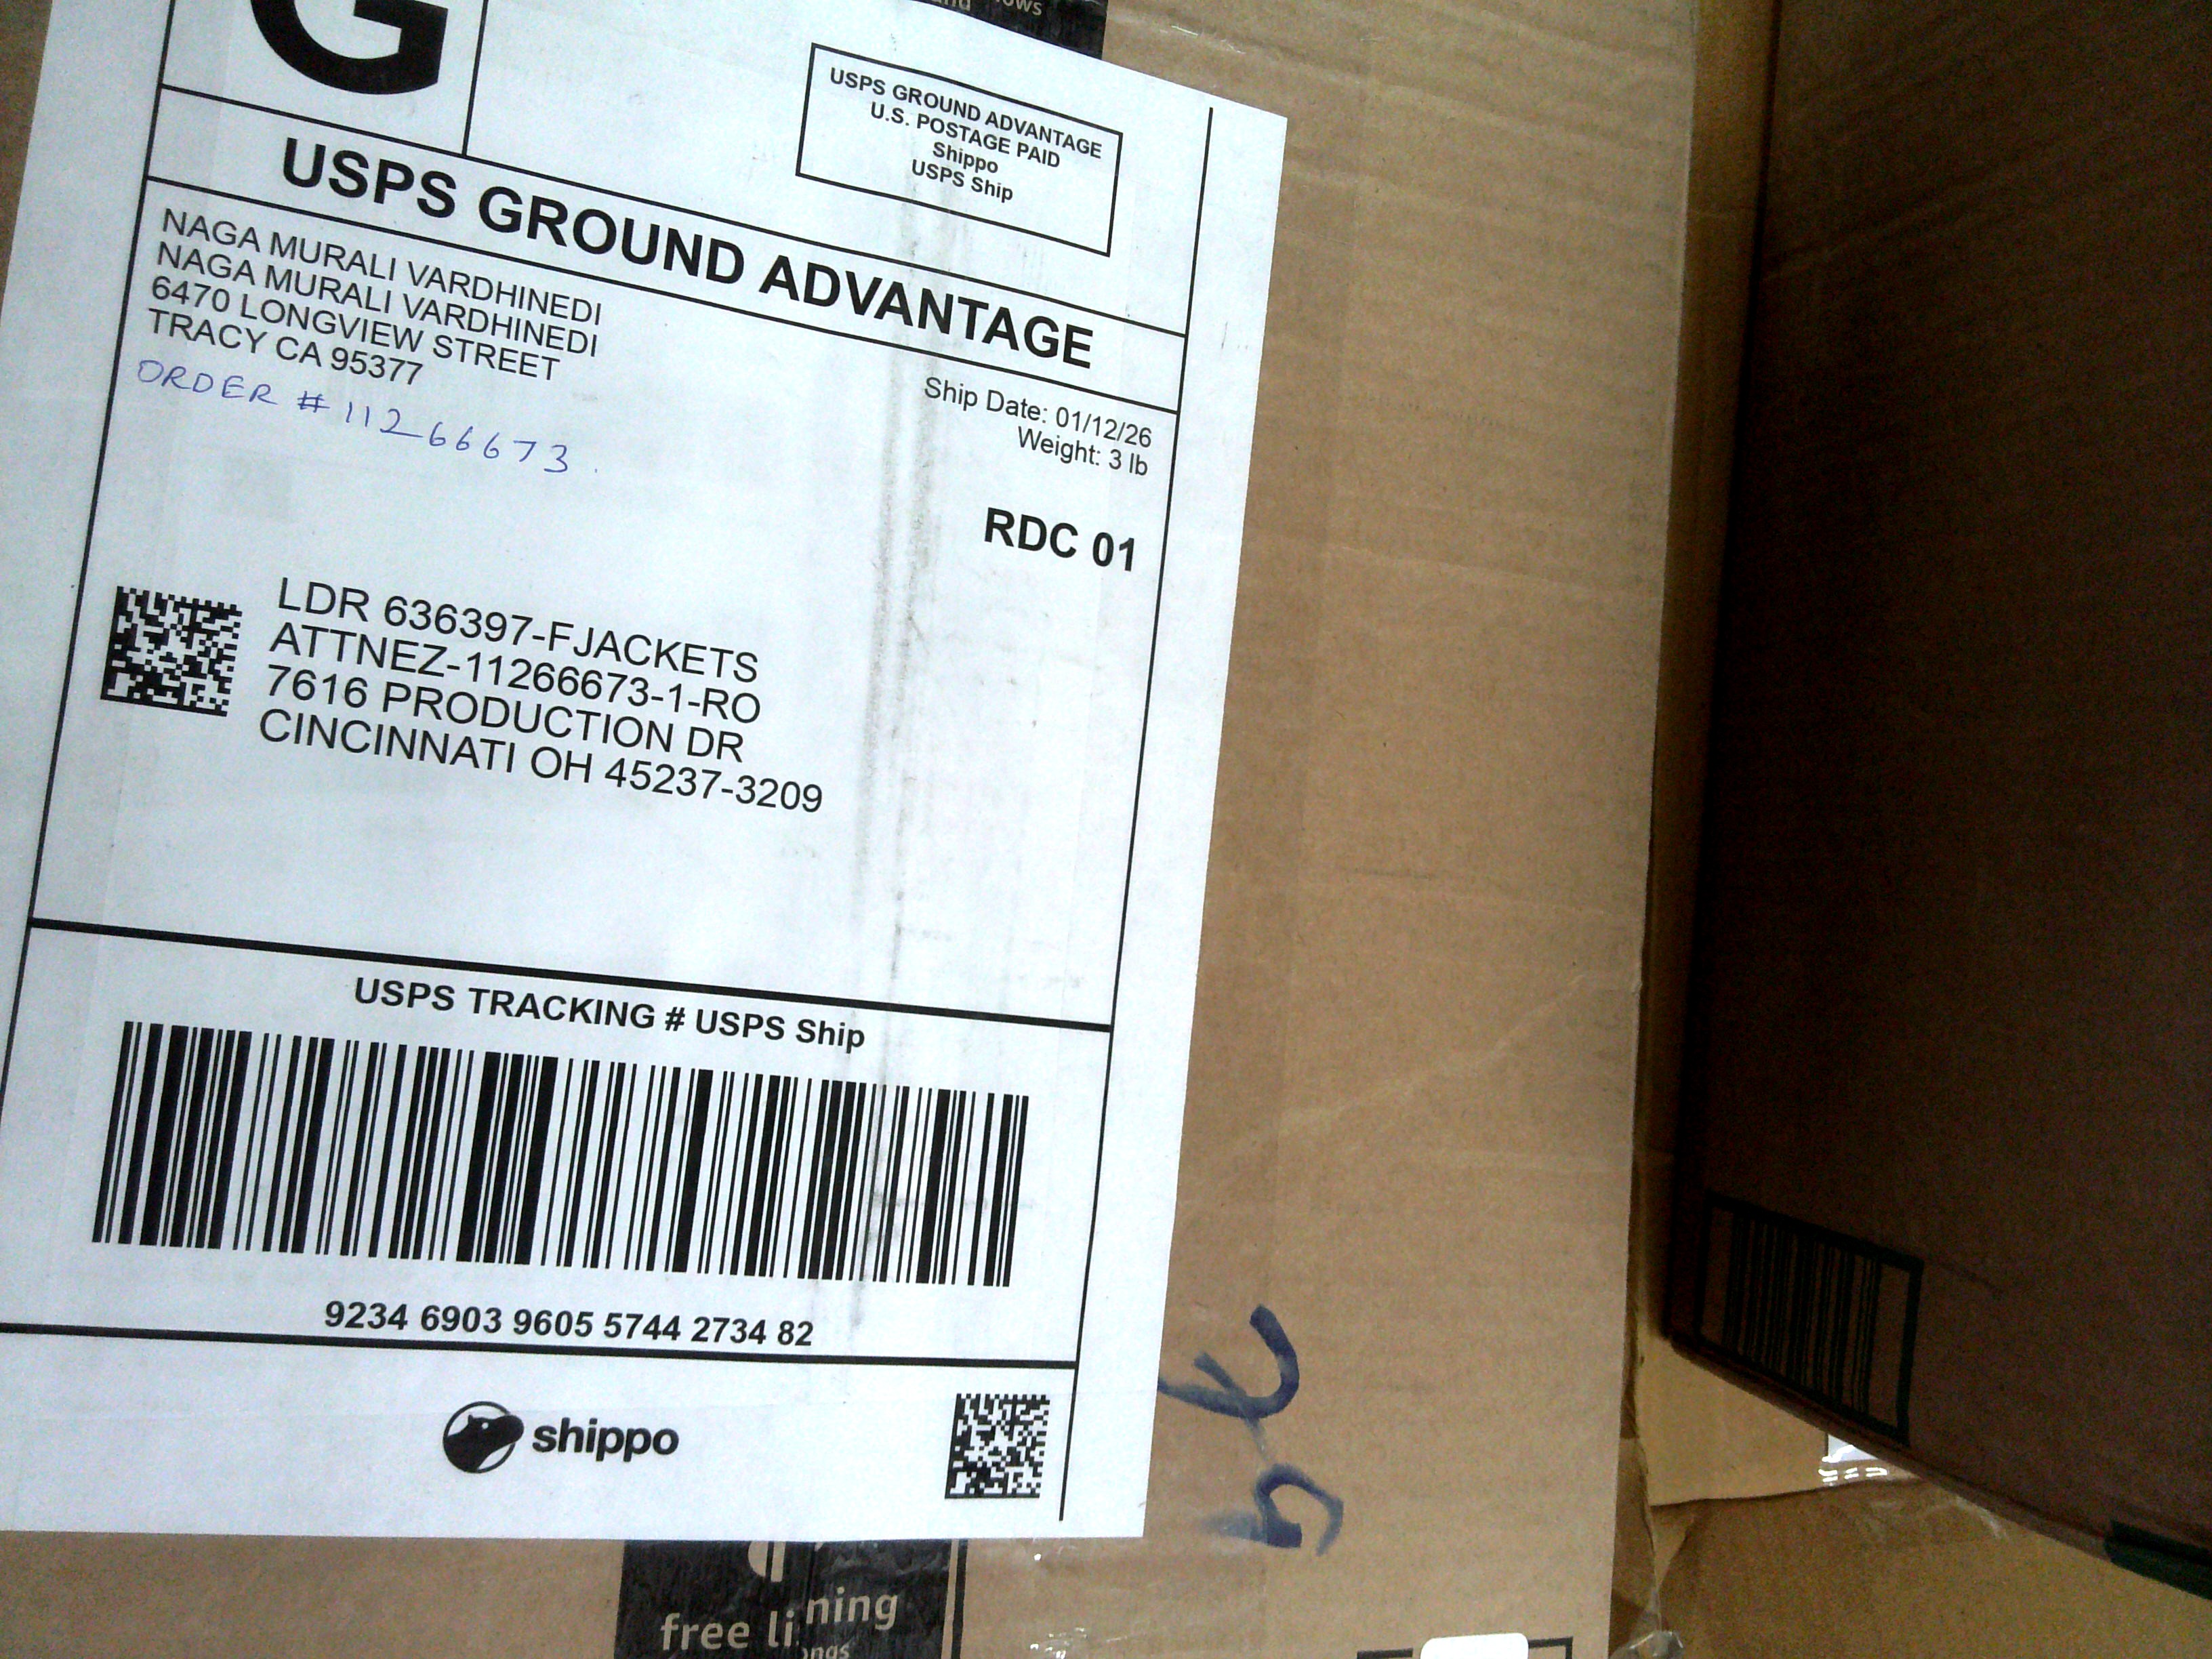 G
USPS GROUND ADVANTAGE
U.S. POSTAGE PAID
Shippo
USPS Ship
USPS GROUND ADVANTAGE
NAGA MURALI VARDHINEDI
NAGA MURALI VARDHINEDI
6470 LONGVIEW STREET
TRACY CA 95377
ORDER # 11266673.
Ship Date: 01/12/26
Weight: 3 lb
RDC 01
LDR 636397-FJACKETS
ATTNEZ-11266673-1-RO
7616 PRODUCTION DR
CINCINNATI OH 45237-3209
USPS TRACKING # USPS Ship
9234 6903 9605 5744 2734 82
shippo
free lining